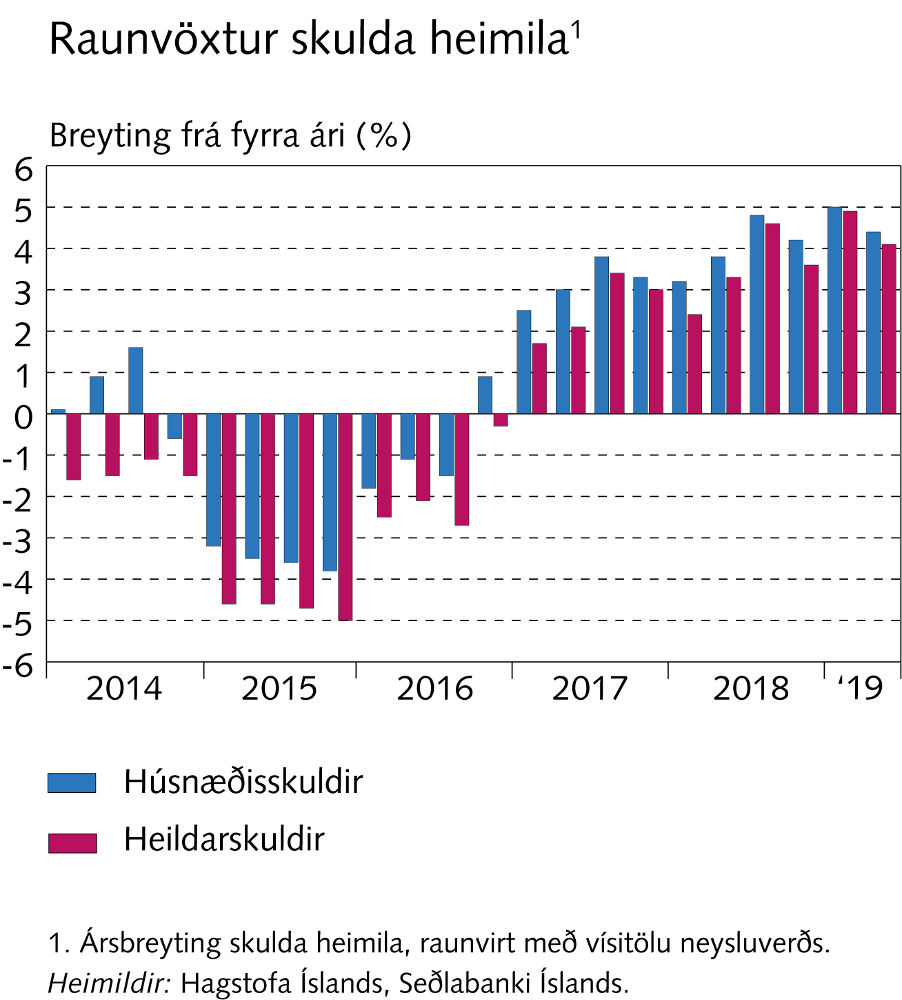 Raunvöxtur skulda heimila¹
Breyting frá fyrra ári (%)
6
5
4
3
2
1
0
-1
-2
-3
-4
-5
-6
2014 2015 2016 2017 2018 ‘19
Húsnæðisskuldir
Heildarskuldir
1. Ársbreyting skulda heimila, raunvirt með vísitölu neysluverðs.
Heimildir: Hagstofa Íslands, Seðlabanki Íslands.